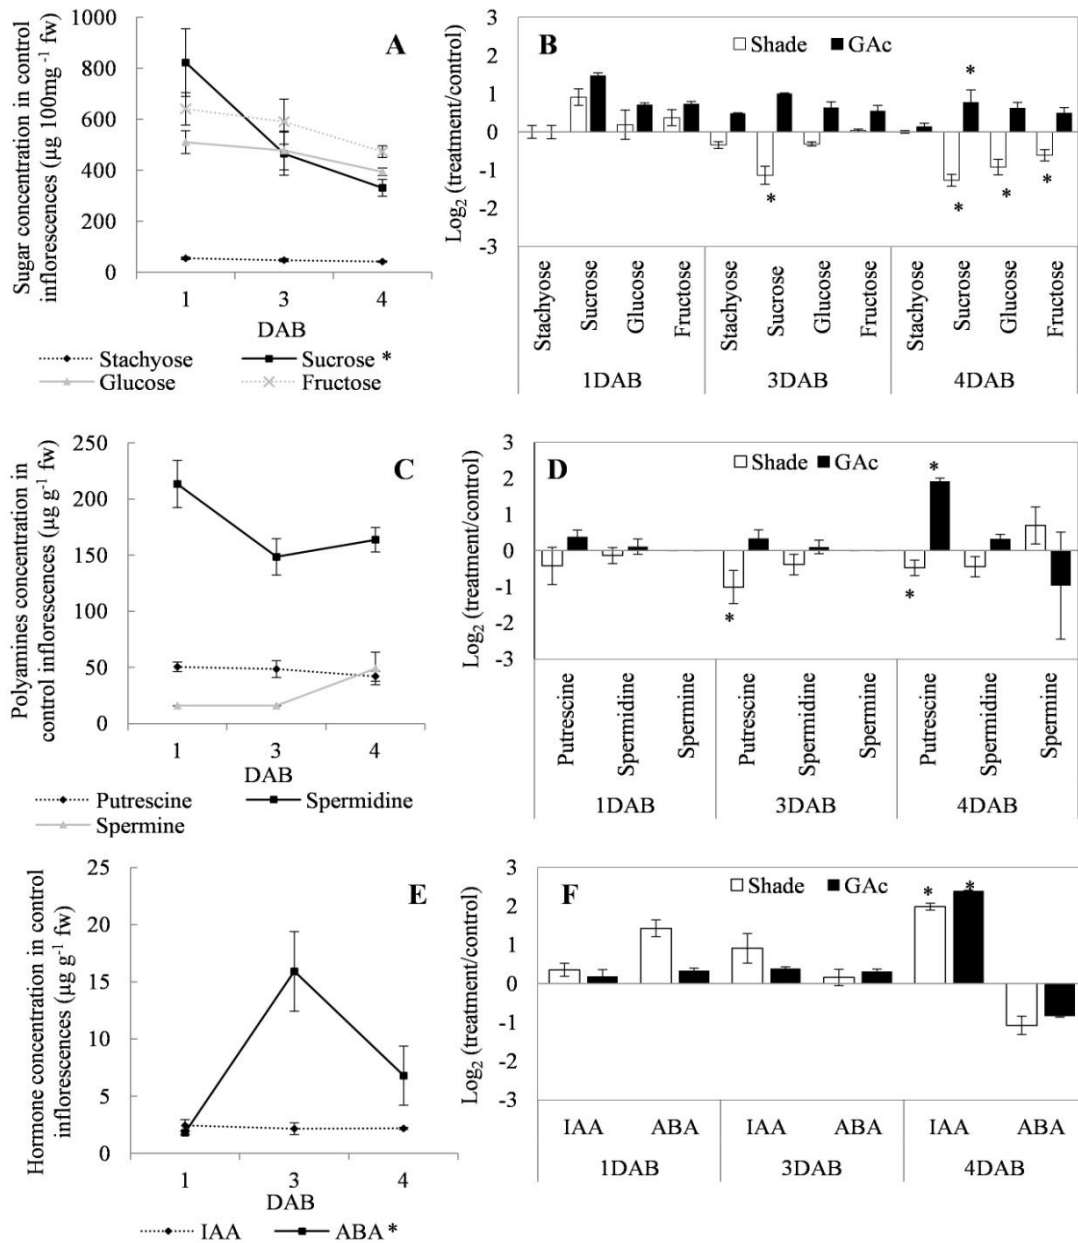 Sugar concentration in control
inflorescences (µg 100mg⁻¹ fw)
1000
800
600
400
200
0
A
1
3
4
DAB
Stachyose
Sucrose *
Glucose
Fructose
Log₂ (treatment/control)
3
2
1
0
-1
-2
-3
B
Shade
GAc
*
*
*
*
*
Stachyose
Sucrose
Glucose
Fructose
Stachyose
Sucrose
Glucose
Fructose
Stachyose
Sucrose
Glucose
Fructose
1DAB
3DAB
4DAB
Polyamines concentration in
control inflorescences (µg g⁻¹ fw)
250
200
150
100
50
0
C
1
3
4
DAB
Putrescine
Spermidine
Spermine
Log₂ (treatment/control)
3
2
1
0
-1
-2
-3
D
Shade
GAc
*
*
*
Putrescine
Spermidine
Spermine
Putrescine
Spermidine
Spermine
Putrescine
Spermidine
Spermine
1DAB
3DAB
4DAB
Hormone concentration in control
inflorescences (µg g⁻¹ fw)
25
20
15
10
5
0
E
1
3
4
DAB
IAA
ABA *
Log₂ (treatment/control)
3
2
1
0
-1
-2
-3
F
Shade
GAc
*
*
IAA
ABA
IAA
ABA
IAA
ABA
1DAB
3DAB
4DAB